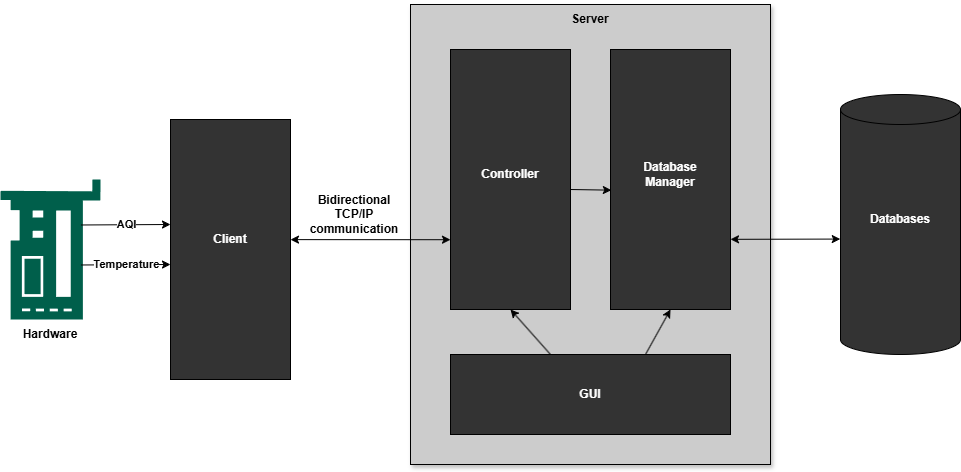 Server
Controller
Database
Manager
Bidirectional
TCP/IP
communication
AQI
Temperature
Client
Databases
Hardware
GUI